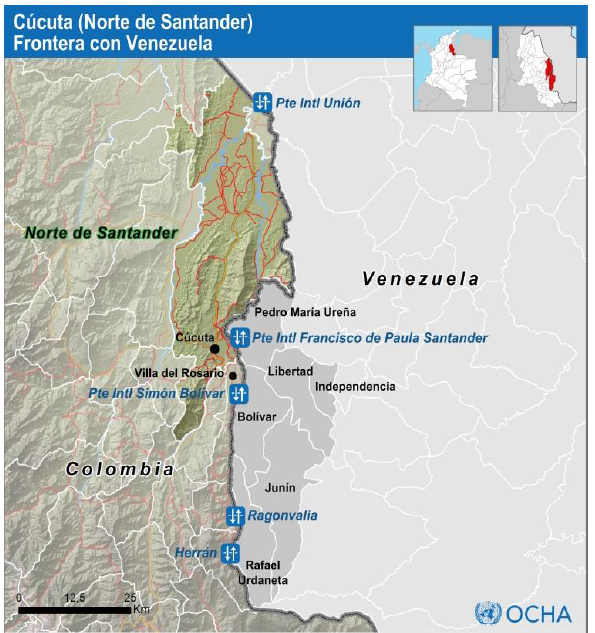 Cúcuta (Norte de Santander)
Frontera con Venezuela
Pte Intl Unión
Norte de Santander
Venezuela
Pedro María Ureña
Cúcuta
Pte Intl Francisco de Paula Santander
Villa del Rosario
Libertad
Independencia
Pte Intl Simón Bolívar
Bolívar
Colombia
Junín
Ragonvalia
Herrán
Rafael
Urdaneta
0 12,5 25
Km
OCHA